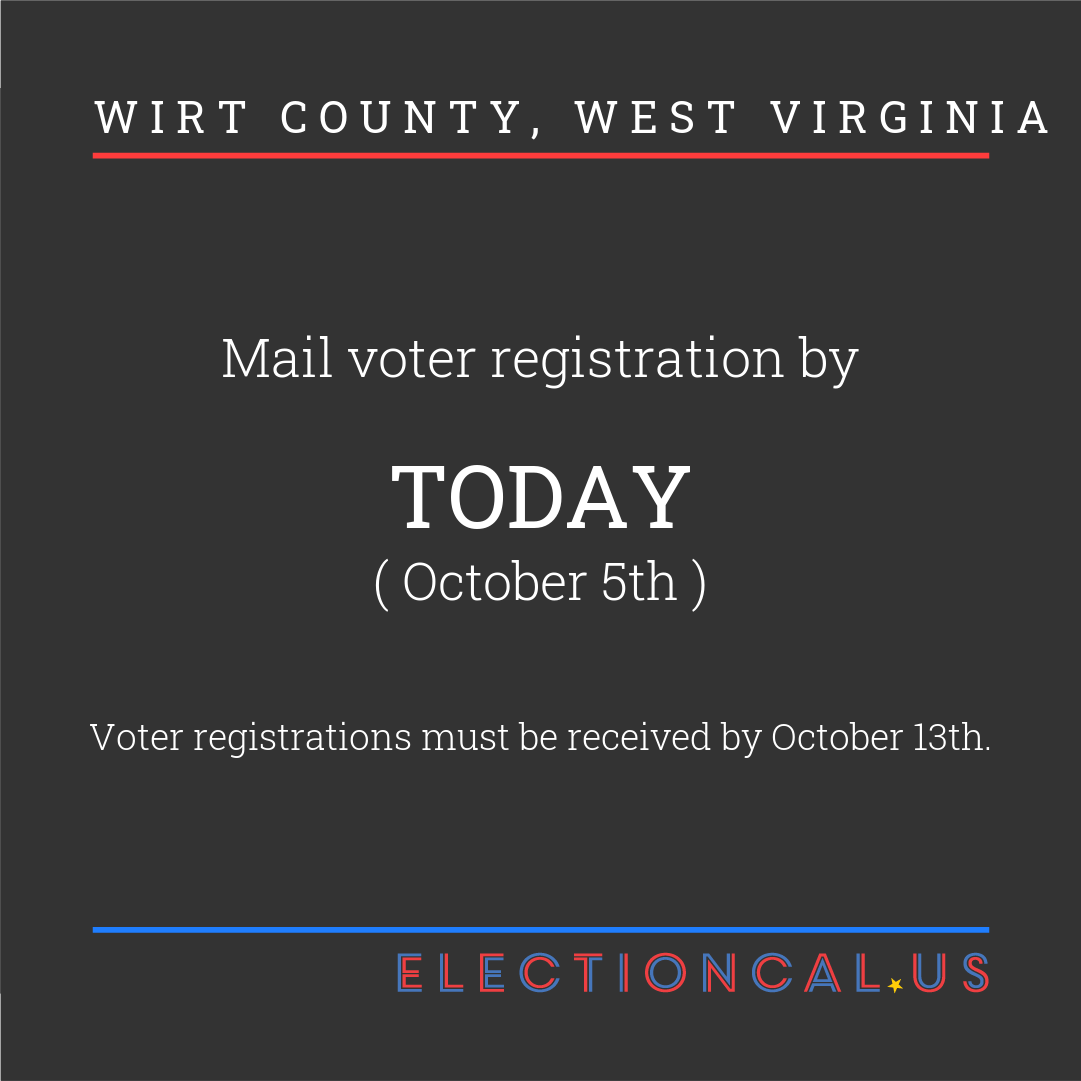 WIRT COUNTY, WEST VIRGINIA
Mail voter registration by
TODAY
( October 5th )
Voter registrations must be received by October 13th.
ELECTIONCAL.US